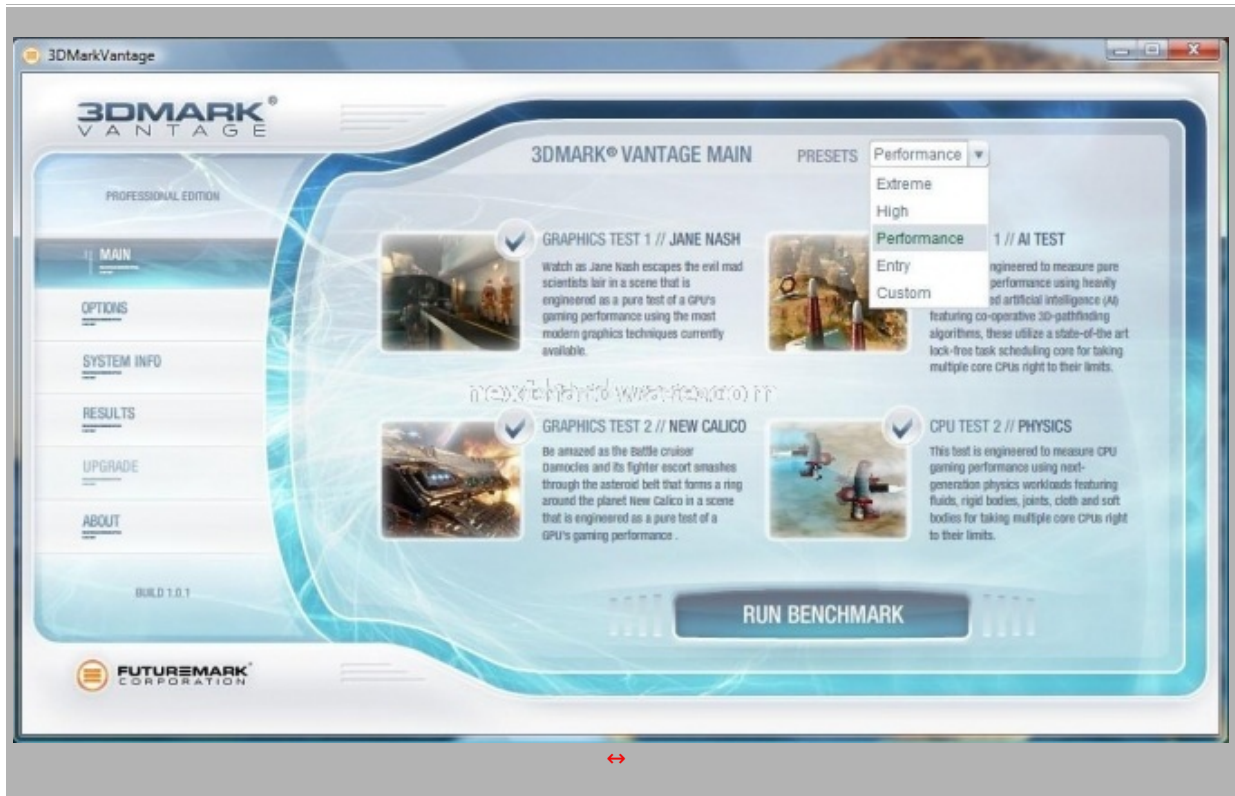 3DMarkVantage
3DMARK®
VANTAGE
PROFESSIONAL EDITION
MAIN
OPTIONS
SYSTEM INFO
RESULTS
UPGRADE
ABOUT
BUILD 1.0.1
FUTUREMARK
CORPORATION
3DMARK® VANTAGE MAIN
PRESETS
Performance
Extreme
High
Performance
Entry
Custom
GRAPHICS TEST 1 // JANE NASH
Watch as Jane Nash escapes the evil mad
scientists lair in a scene that is
engineered as a pure test of a GPU's
gaming performance using the most
modern graphics techniques currently
available.
1 // AI TEST
engineered to measure pure
performance using heavily
ed artificial intelligence (AI)
featuring co-operative 3D-pathfinding
algorithms, these utilize a state-of-the art
lock-free task scheduling core for taking
multiple core CPUs right to their limits.
nexthardware.com
GRAPHICS TEST 2 // NEW CALICO
Be amazed as the Battle cruiser
Damocles and its fighter escort smashes
through the asteroid belt that forms a ring
around the planet New Calico in a scene
that is engineered as a pure test of a
GPU's gaming performance .
CPU TEST 2 // PHYSICS
This test is engineered to measure CPU
gaming performance using next-
generation physics workloads featuring
fluids, rigid bodies, joints, cloth and soft
bodies for taking multiple core CPUs right
to their limits.
RUN BENCHMARK